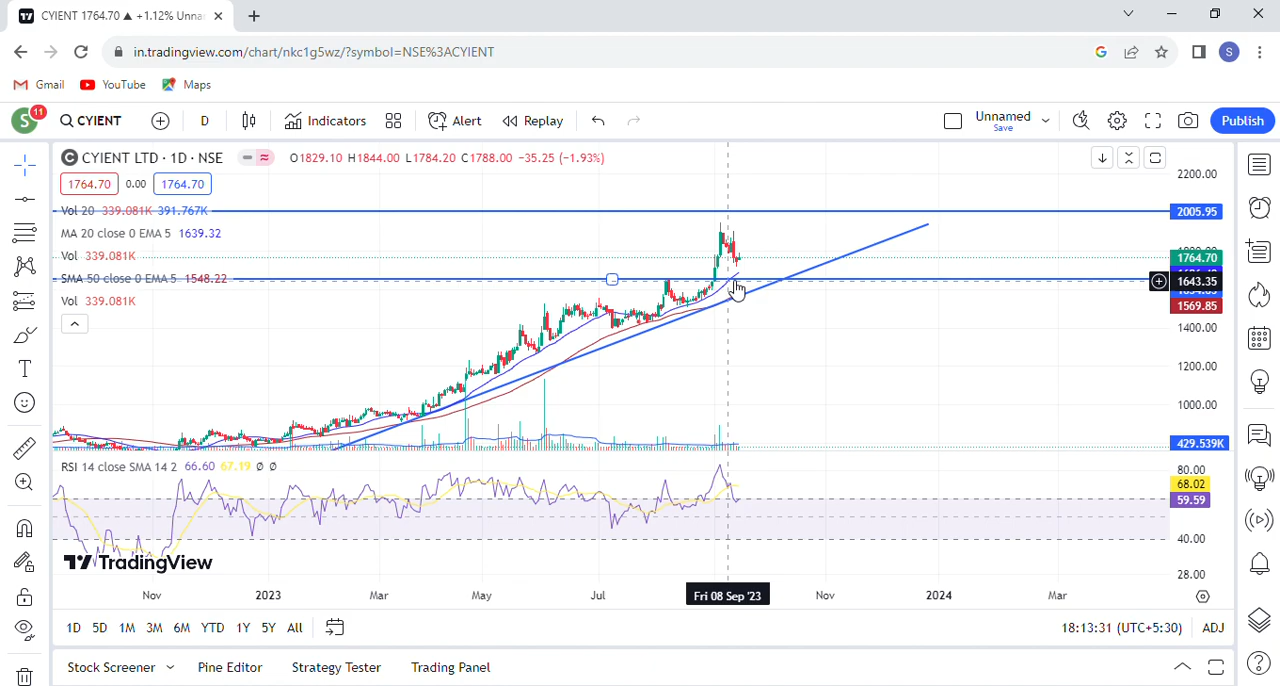 CYIENT 1764.70 ▲ +1.12% Unna
in.tradingview.com/chart/nkc1g5wz/?symbol=NSE%3ACYIENT
S
Gmail YouTube Maps
S 11 CYIENT D Indicators Alert Replay Unnamed Save Publish
C CYIENT LTD · 1D · NSE O1829.10 H1844.00 L1784.20 C1788.00 −35.25 (−1.93%)
1764.70 0.00 1764.70
Vol 20 339.081K 391.767K
MA 20 close 0 EMA 5 1639.32
Vol 339.081K
SMA 50 close 0 EMA 5 1548.22
Vol 339.081K
2200.00
2005.95
1764.70
1643.35
1569.85
1400.00
1200.00
1000.00
429.539K
RSI 14 close SMA 14 2 66.60 67.19 Ø Ø
80.00
68.02
59.59
40.00
28.00
TradingView
Nov 2023 Mar May Jul Fri 08 Sep '23 Nov 2024 Mar
1D 5D 1M 3M 6M YTD 1Y 5Y All 18:13:31 (UTC+5:30) ADJ
Stock Screener Pine Editor Strategy Tester Trading Panel